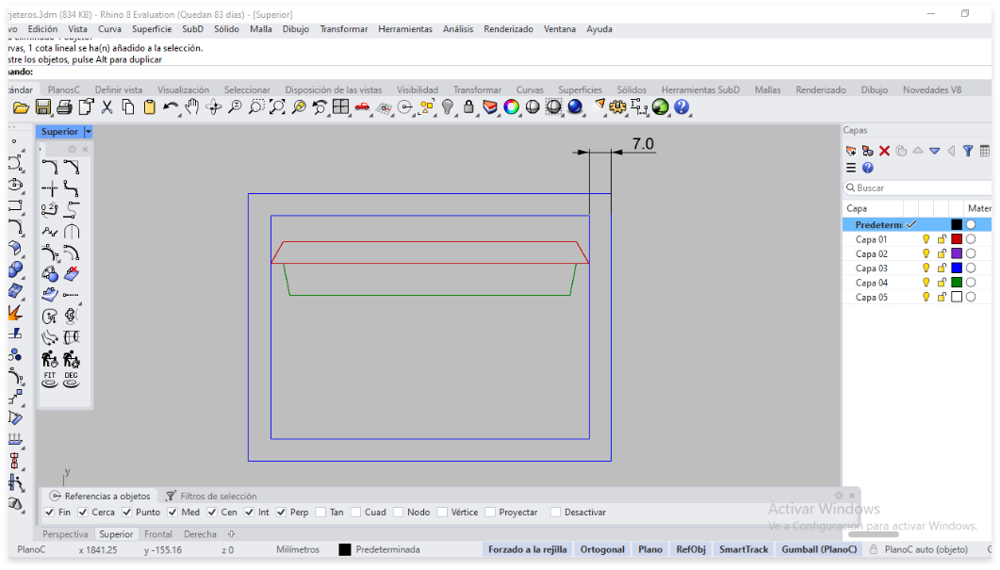 rjeteros.3dm (834 KB) - Rhino 8 Evaluation (Quedan 83 días) - [Superior]
vo Edición Vista Curva Superficie SubD Sólido Malla Dibujo Transformar Herramientas Análisis Renderizado Ventana Ayuda
rvas, 1 cota lineal se ha(n) añadido a la selección.
stre los objetos, pulse Alt para duplicar
ando:
tándar PlanosC Definir vista Visualización Seleccionar Disposición de las vistas Visibilidad Transformar Curvas Superficies Sólidos Herramientas SubD Mallas Renderizado Dibujo Novedades V8
Superior
7.0
FIT DEG
y
Capas
Buscar
Capa Mater
Predeterm
Capa 01
Capa 02
Capa 03
Capa 04
Capa 05
Referencias a objetos Filtros de selección
Fin Cerca Punto Med Cen Int Perp Tan Cuad Nodo Vértice Proyectar Desactivar
Activar Windows
Ve a Configuración para activar Windows.
Perspectiva Superior Frontal Derecha
PlanoC x 1841.25 y -155.16 z 0 Milímetros Predeterminada Forzado a la rejilla Ortogonal Plano RefObj SmartTrack Gumball (PlanoC) PlanoC auto (objeto)